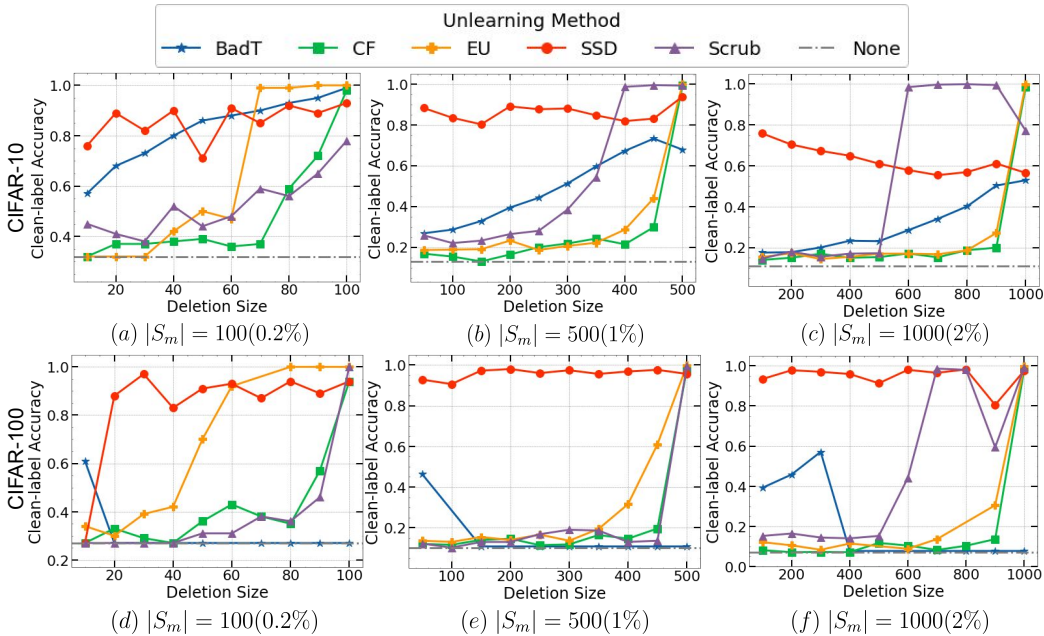 Unlearning Method
BadT CF EU SSD Scrub None
CIFAR-10
Clean-label Accuracy
1.0
0.8
0.6
0.4
20 40 60 80 100
Deletion Size
(a) |S_m| = 100(0.2%)
Clean-label Accuracy
1.0
0.8
0.6
0.4
0.2
100 200 300 400 500
Deletion Size
(b) |S_m| = 500(1%)
Clean-label Accuracy
1.0
0.8
0.6
0.4
0.2
200 400 600 800 1000
Deletion Size
(c) |S_m| = 1000(2%)
CIFAR-100
Clean-label Accuracy
1.0
0.8
0.6
0.4
0.2
20 40 60 80 100
Deletion Size
(d) |S_m| = 100(0.2%)
Clean-label Accuracy
1.0
0.8
0.6
0.4
0.2
100 200 300 400 500
Deletion Size
(e) |S_m| = 500(1%)
Clean-label Accuracy
1.0
0.8
0.6
0.4
0.2
0.0
200 400 600 800 1000
Deletion Size
(f) |S_m| = 1000(2%)